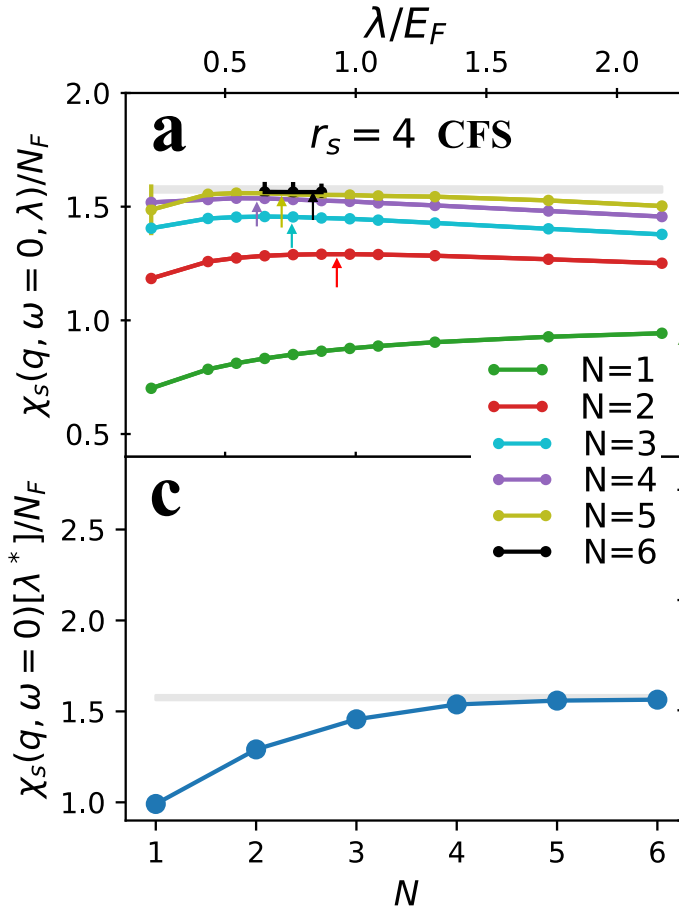 λ/E_F
0.5 1.0 1.5 2.0
χ_s(q, ω = 0, λ)/N_F
2.0
1.5
1.0
0.5
a r_s = 4 CFS
N=1
N=2
N=3
N=4
N=5
N=6
χ_s(q, ω = 0)[λ^*]/N_F
2.5
2.0
1.5
1.0
c
1 2 3 4 5 6
N